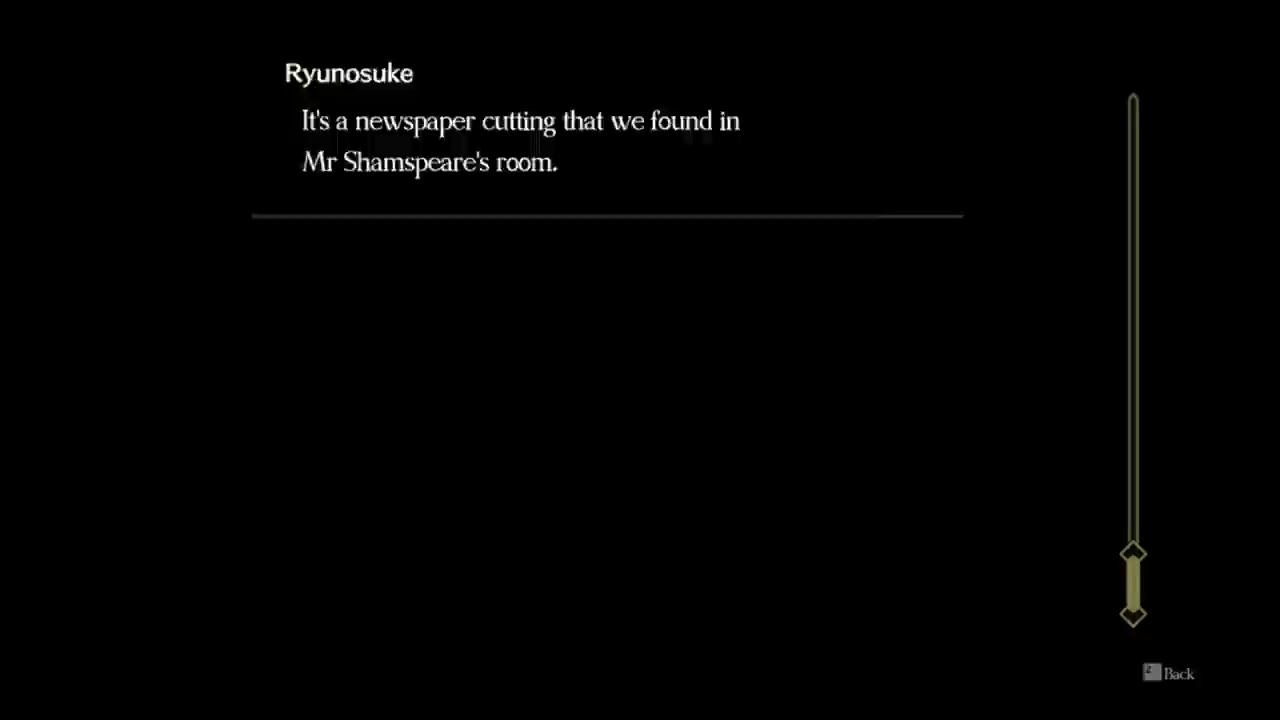 Ryunosuke
It's a newspaper cutting that we found in
Mr Shamspeare's room.
Back